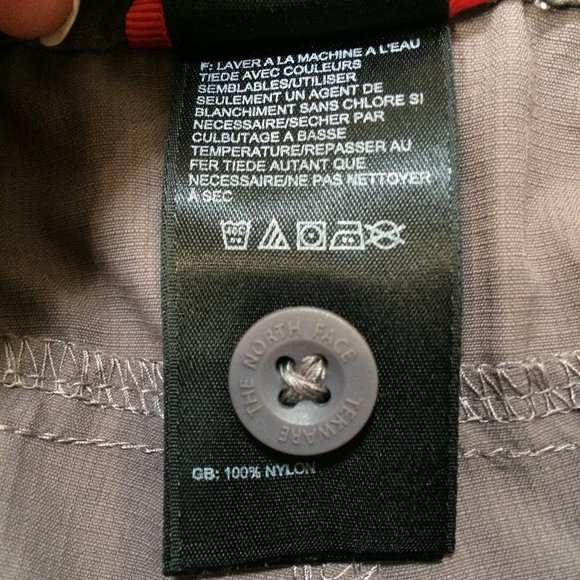 F: LAVER A LA MACHINE A L'EAU
TIEDE AVEC COULEURS
SEMBLABLES/UTILISER
SEULEMENT UN AGENT DE
BLANCHIMENT SANS CHLORE SI
NECESSAIRE/SECHER PAR
CULBUTAGE A BASSE
TEMPERATURE/REPASSER AU
FER TIEDE AUTANT QUE
NECESSAIRE/NE PAS NETTOYER
A SEC
40C
THE NORTH FACE
TEKWARE
GB: 100% NYLON